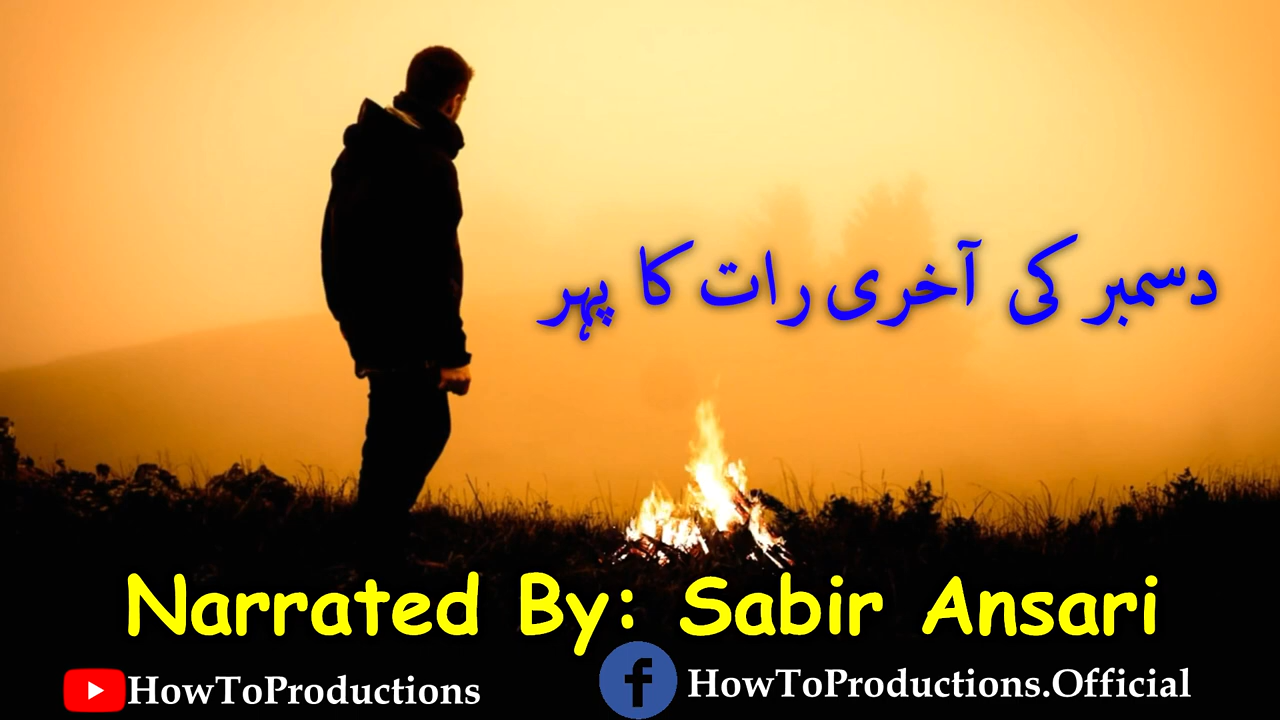 دسمبر کی آخری رات کا پہر
Narrated By: Sabir Ansari
HowToProductions
HowToProductions.Official